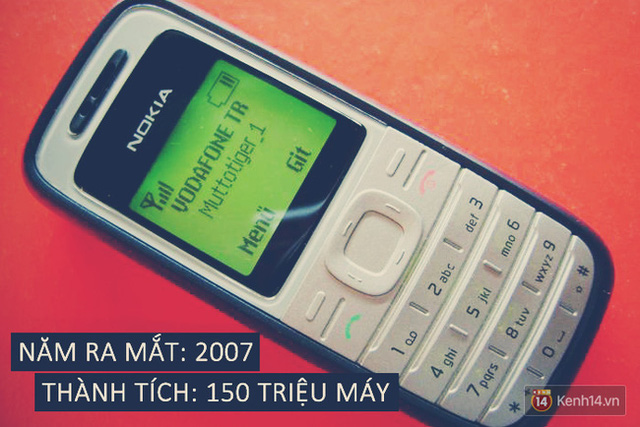 NOKIA
VODAFONE TR
Muttotiger_1
Menü Git
1 2 abc def 3
4 ghi 5 jkl mno 6
7 pqrs 8 tuv wxyz 9
* 0 #
NĂM RA MẮT: 2007
THÀNH TÍCH: 150 TRIỆU MÁY
14 Kenh14.vn